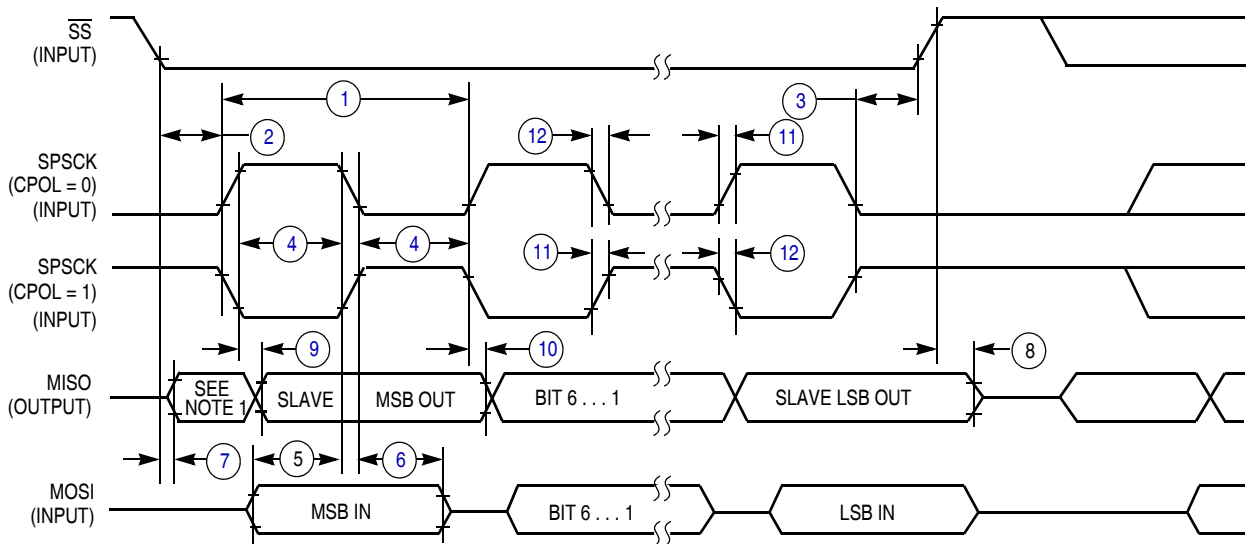 SS
(INPUT)
1
3
2
12
11
SPSCK
(CPOL = 0)
(INPUT)
4
4
SPSCK
(CPOL = 1)
(INPUT)
11
12
9
10
8
MISO
(OUTPUT)
SEE
NOTE 1
SLAVE
MSB OUT
BIT 6 . . . 1
SLAVE LSB OUT
7
5
6
MOSI
(INPUT)
MSB IN
BIT 6 . . . 1
LSB IN